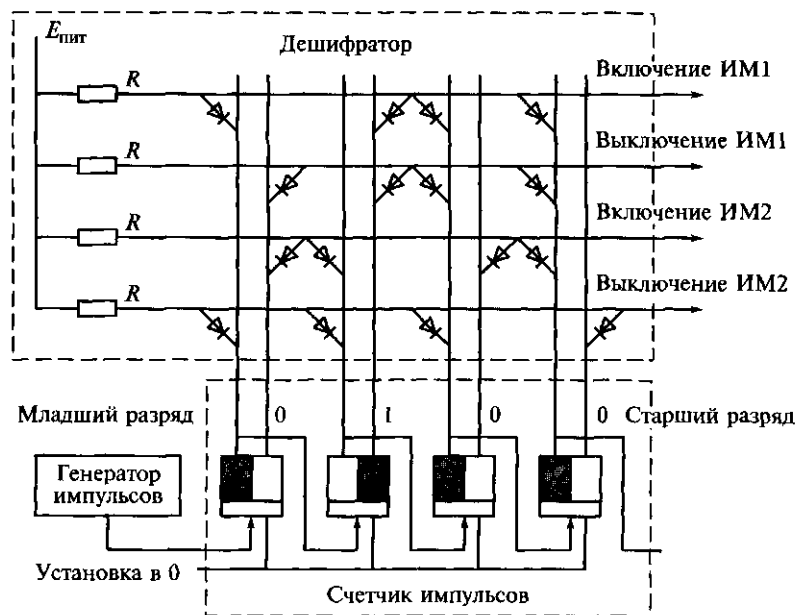 Eпит
Дешифратор
R
Включение ИМ1
R
Выключение ИМ1
R
Включение ИМ2
R
Выключение ИМ2
Младший разряд
0
1
0
0
Старший разряд
Генератор
импульсов
Установка в 0
Счетчик импульсов